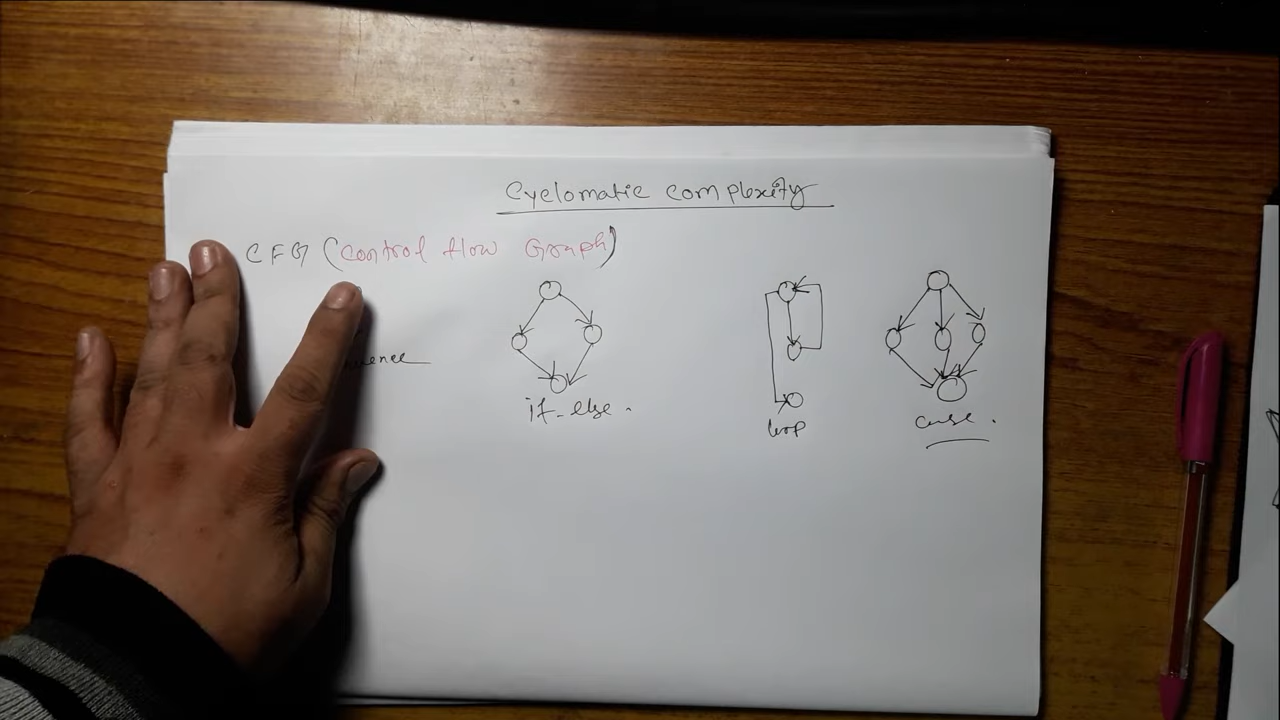 Cyclomatic complexity
CFG (Control flow Graph)
if-else.
loop
case.